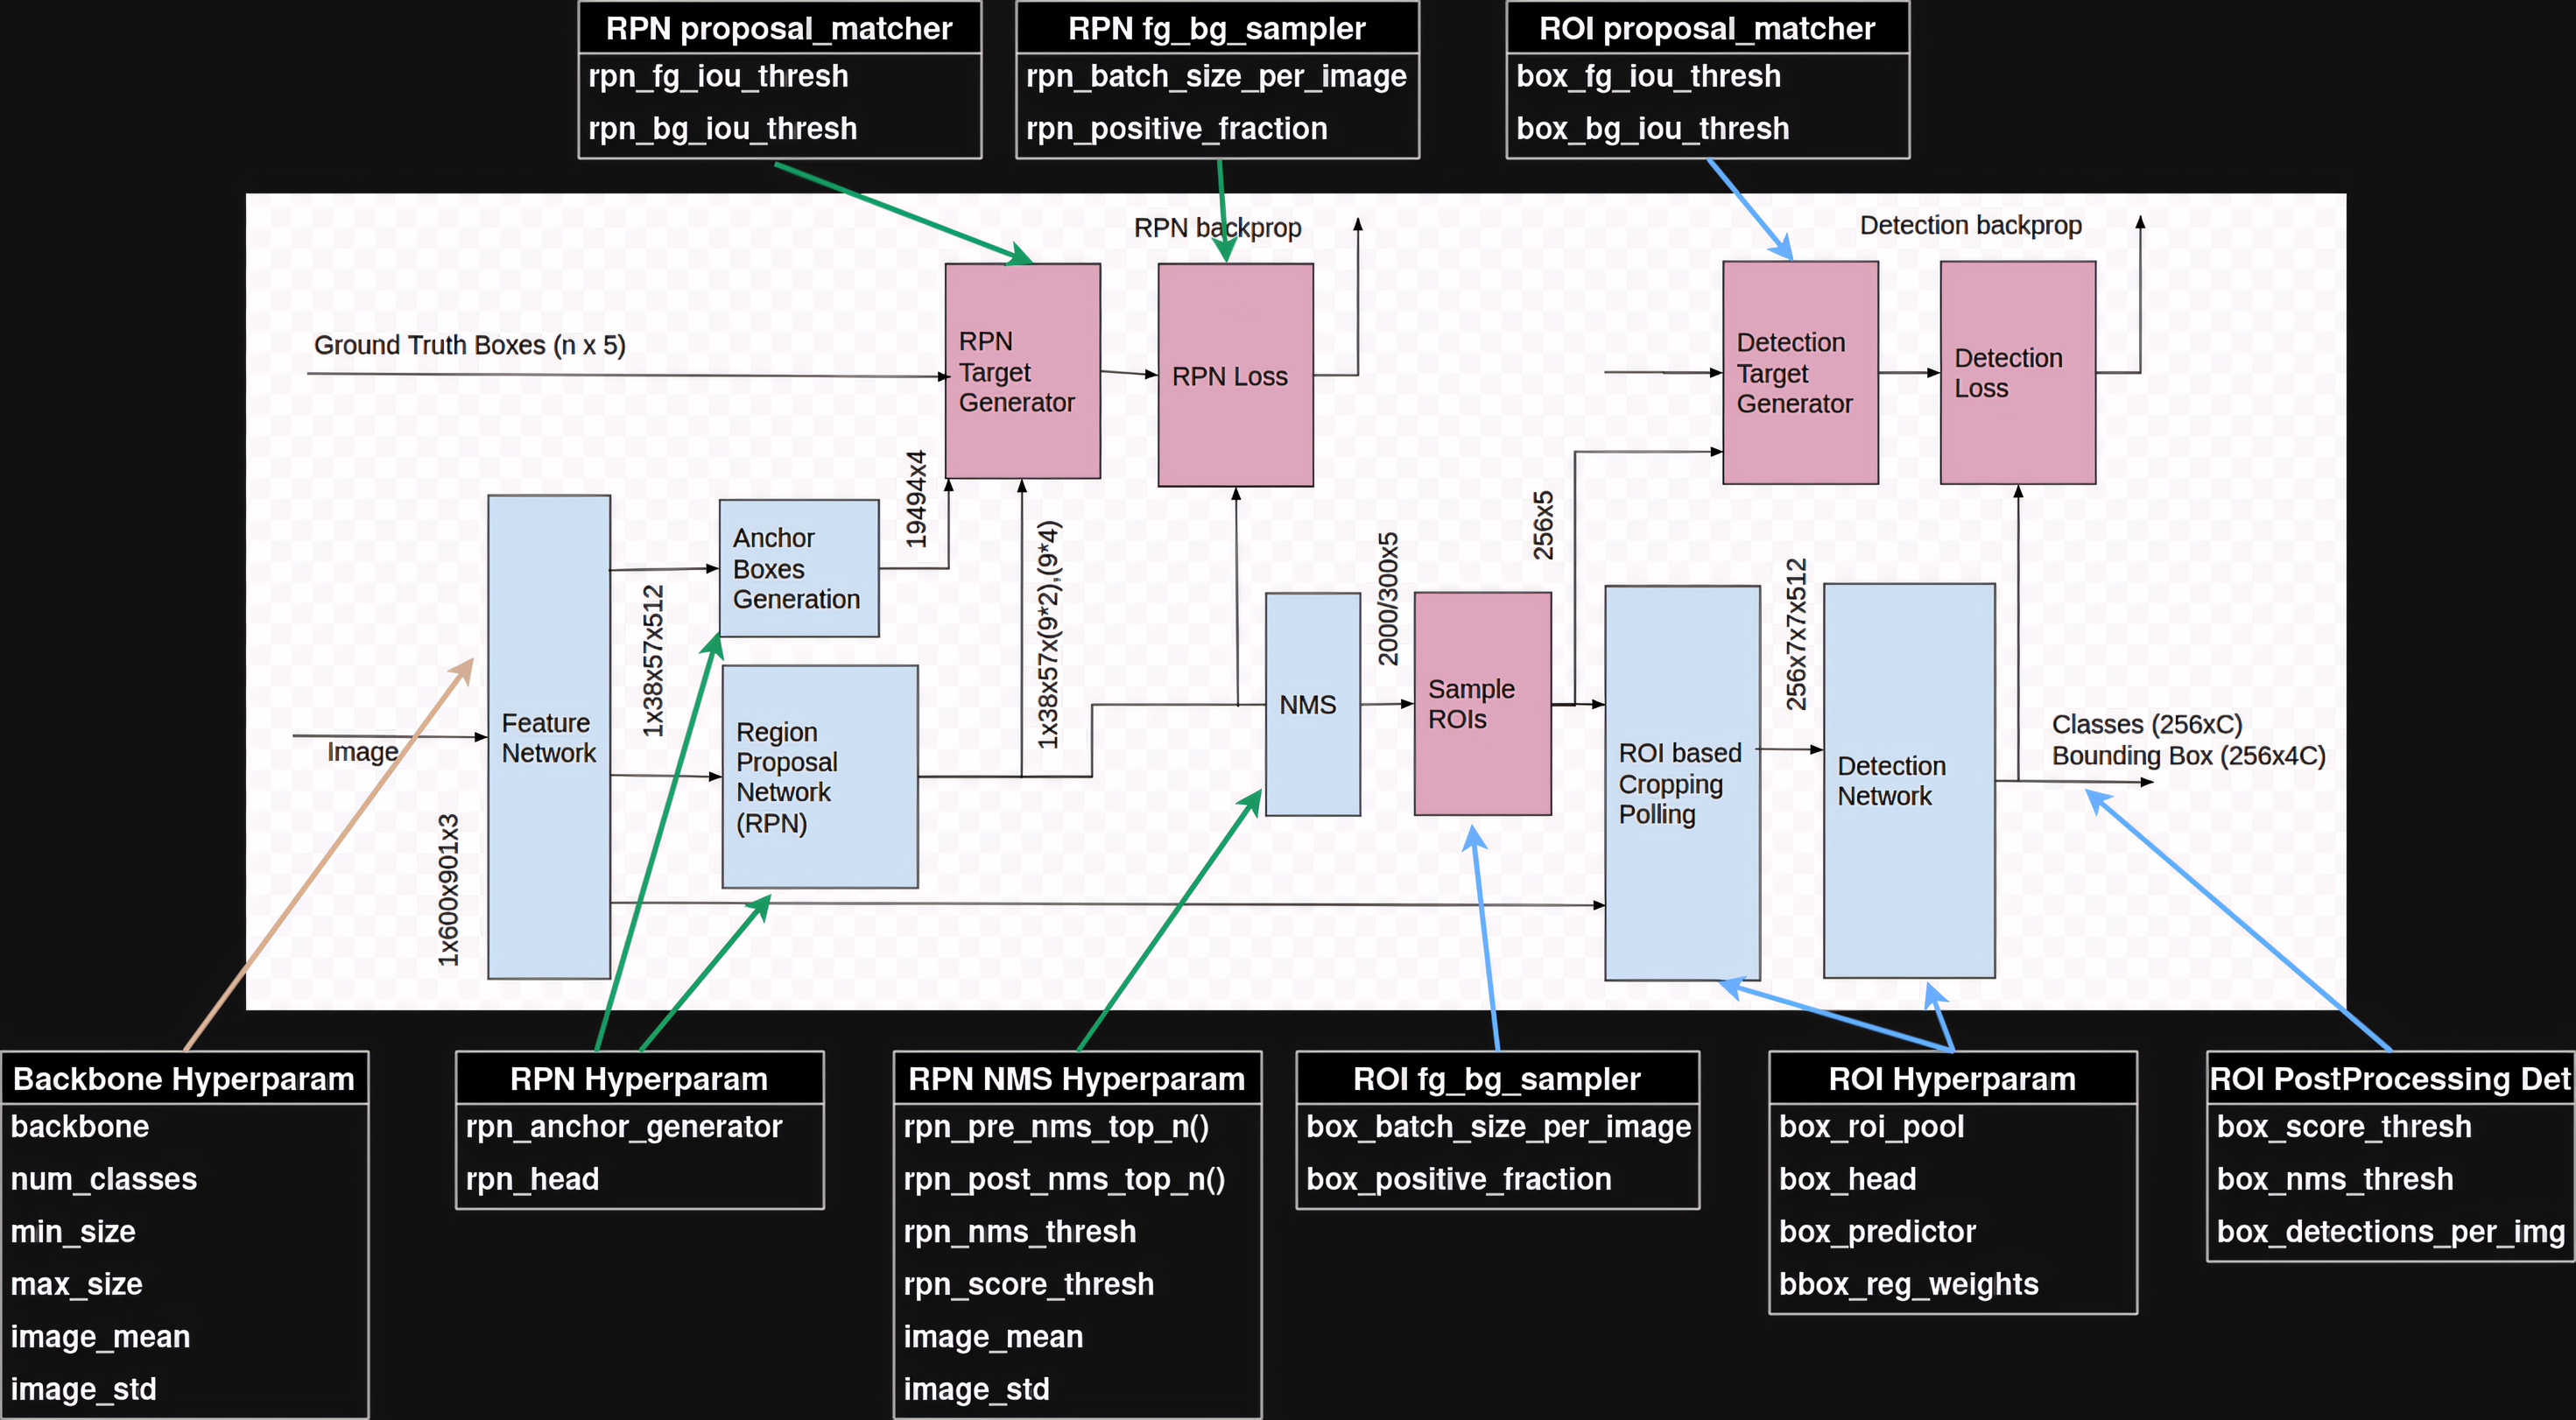 RPN proposal_matcher
rpn_fg_iou_thresh
rpn_bg_iou_thresh
RPN fg_bg_sampler
rpn_batch_size_per_image
rpn_positive_fraction
ROI proposal_matcher
box_fg_iou_thresh
box_bg_iou_thresh
RPN backprop
Detection backprop
Ground Truth Boxes (n x 5)
RPN
Target
Generator
RPN Loss
Detection
Target
Generator
Detection
Loss
19494x4
1x38x57x(9*2),(9*4)
256x5
2000/300x5
1x38x57x512
256x7x7x512
Anchor
Boxes
Generation
Image
1x600x901x3
Feature
Network
Region
Proposal
Network
(RPN)
NMS
Sample
ROIs
ROI based
Cropping
Polling
Detection
Network
Classes (256xC)
Bounding Box (256x4C)
Backbone Hyperparam
backbone
num_classes
min_size
max_size
image_mean
image_std
RPN Hyperparam
rpn_anchor_generator
rpn_head
RPN NMS Hyperparam
rpn_pre_nms_top_n()
rpn_post_nms_top_n()
rpn_nms_thresh
rpn_score_thresh
image_mean
image_std
ROI fg_bg_sampler
box_batch_size_per_image
box_positive_fraction
ROI Hyperparam
box_roi_pool
box_head
box_predictor
bbox_reg_weights
ROI PostProcessing Det
box_score_thresh
box_nms_thresh
box_detections_per_img